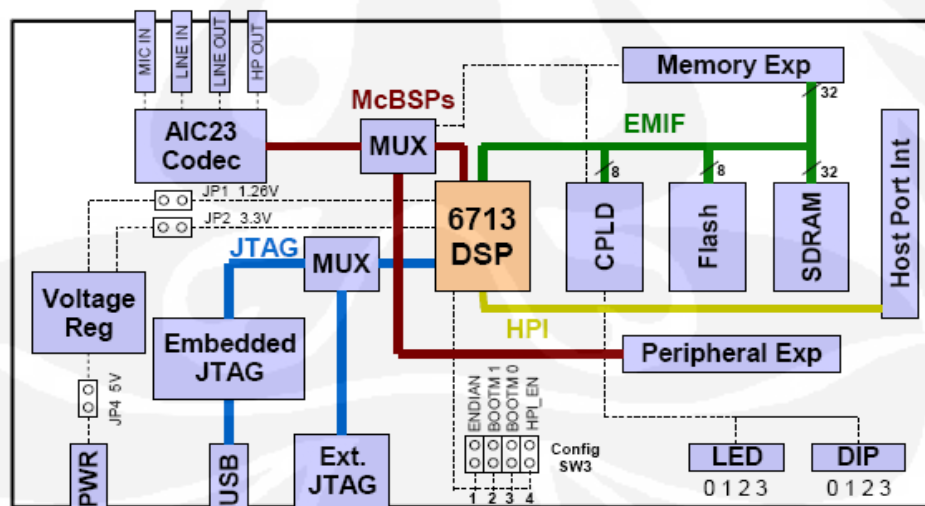 MIC IN
LINE IN
LINE OUT
HP OUT
Memory Exp
32
McBSPs
AIC23
Codec
MUX
EMIF
8
8
32
Host Port Int
JP1 1.26V
JP2 3.3V
6713
DSP
CPLD
Flash
SDRAM
JTAG
MUX
Voltage
Reg
HPI
Embedded
JTAG
Peripheral Exp
JP4 5V
ENDIAN
BOOTM 1
BOOTM 0
HPI_EN
Config
SW3
1 2 3 4
PWR
USB
Ext.
JTAG
LED
DIP
0 1 2 3
0 1 2 3